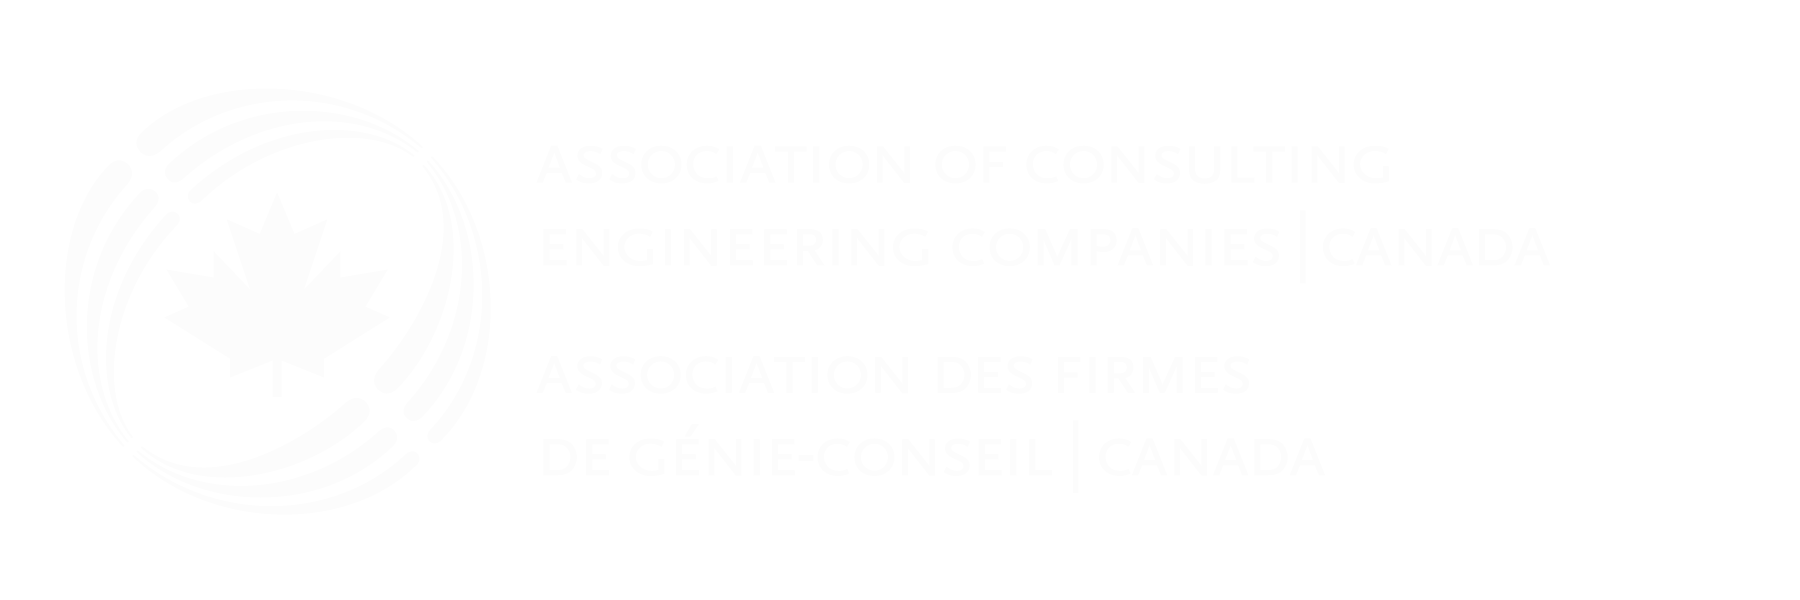 ASSOCIATION OF CONSULTING
ENGINEERING COMPANIES | CANADA
ASSOCIATION DES FIRMES
DE GÉNIE-CONSEIL | CANADA